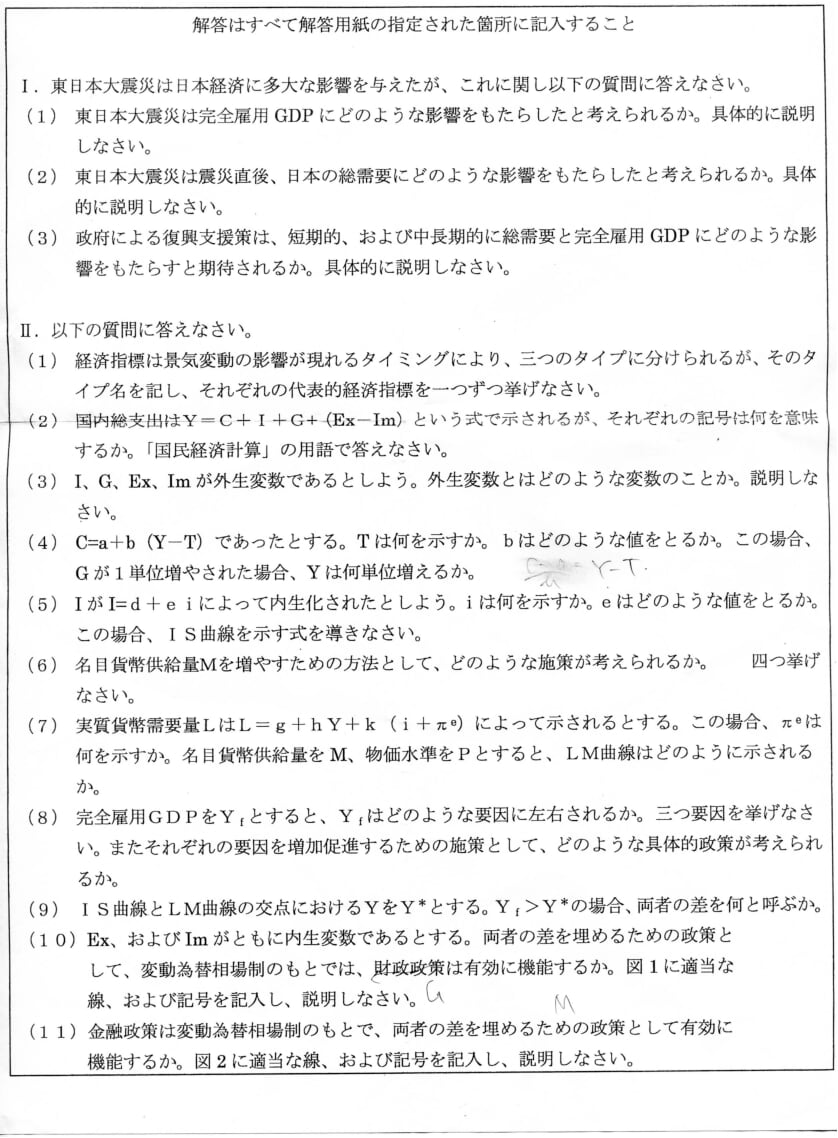 解答はすべて解答用紙の指定された箇所に記入すること
Ⅰ．東日本大震災は日本経済に多大な影響を与えたが、これに関し以下の質問に答えなさい。
（１） 東日本大震災は完全雇用 GDP にどのような影響をもたらしたと考えられるか。具体的に説明
しなさい。
（２） 東日本大震災は震災直後、日本の総需要にどのような影響をもたらしたと考えられるか。具体
的に説明しなさい。
（３） 政府による復興支援策は、短期的、および中長期的に総需要と完全雇用 GDP にどのような影
響をもたらすと期待されるか。具体的に説明しなさい。
Ⅱ．以下の質問に答えなさい。
（１） 経済指標は景気変動の影響が現れるタイミングにより、三つのタイプに分けられるが、そのタ
イプ名を記し、それぞれの代表的経済指標を一つずつ挙げなさい。
（２） 国内総支出はＹ＝Ｃ＋Ｉ＋Ｇ+（Ex－Im）という式で示されるが、それぞれの記号は何を意味
するか。「国民経済計算」の用語で答えなさい。
（３） I、G、Ex、Im が外生変数であるとしよう。外生変数とはどのような変数のことか。説明しな
さい。
（４） C=a＋b（Y－T）であったとする。T は何を示すか。ｂはどのような値をとるか。この場合、
Ｇが１単位増やされた場合、Ｙは何単位増えるか。
= Y-T.
（５） I が I=ｄ＋ｅｉによって内生化されたとしよう。ｉは何を示すか。ｅはどのような値をとるか。
この場合、ＩＳ曲線を示す式を導きなさい。
（６） 名目貨幣供給量Ｍを増やすための方法として、どのような施策が考えられるか。　　四つ挙げ
なさい。
（７） 実質貨幣需要量ＬはＬ＝ｇ＋ｈＹ＋ｋ（ｉ＋πᵉ）によって示されるとする。この場合、πᵉは
何を示すか。名目貨幣供給量を M、物価水準をＰとすると、ＬＭ曲線はどのように示される
か。
（８） 完全雇用ＧＤＰをＹf とすると、Ｙf はどのような要因に左右されるか。三つ要因を挙げなさ
い。またそれぞれの要因を増加促進するための施策として、どのような具体的政策が考えられ
るか。
（９） ＩＳ曲線とＬＭ曲線の交点におけるＹをＹ*とする。Ｙf＞Ｙ*の場合、両者の差を何と呼ぶか。
（１０）Ex、および Im がともに内生変数であるとする。両者の差を埋めるための政策と
して、変動為替相場制のもとでは、財政政策は有効に機能するか。図１に適当な
線、および記号を記入し、説明しなさい。
G
M
（１１）金融政策は変動為替相場制のもとで、両者の差を埋めるための政策として有効に
機能するか。図２に適当な線、および記号を記入し、説明しなさい。